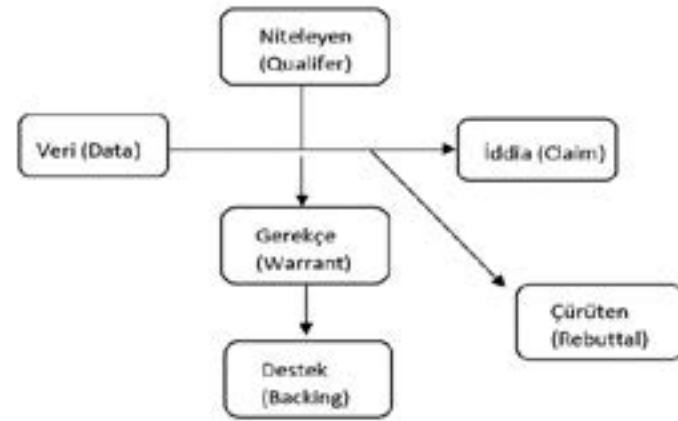 Niteleyen
(Qualifer)
Veri (Data)
İddia (Claim)
Gerekçe
(Warrant)
Çürüten
(Rebuttal)
Destek
(Backing)